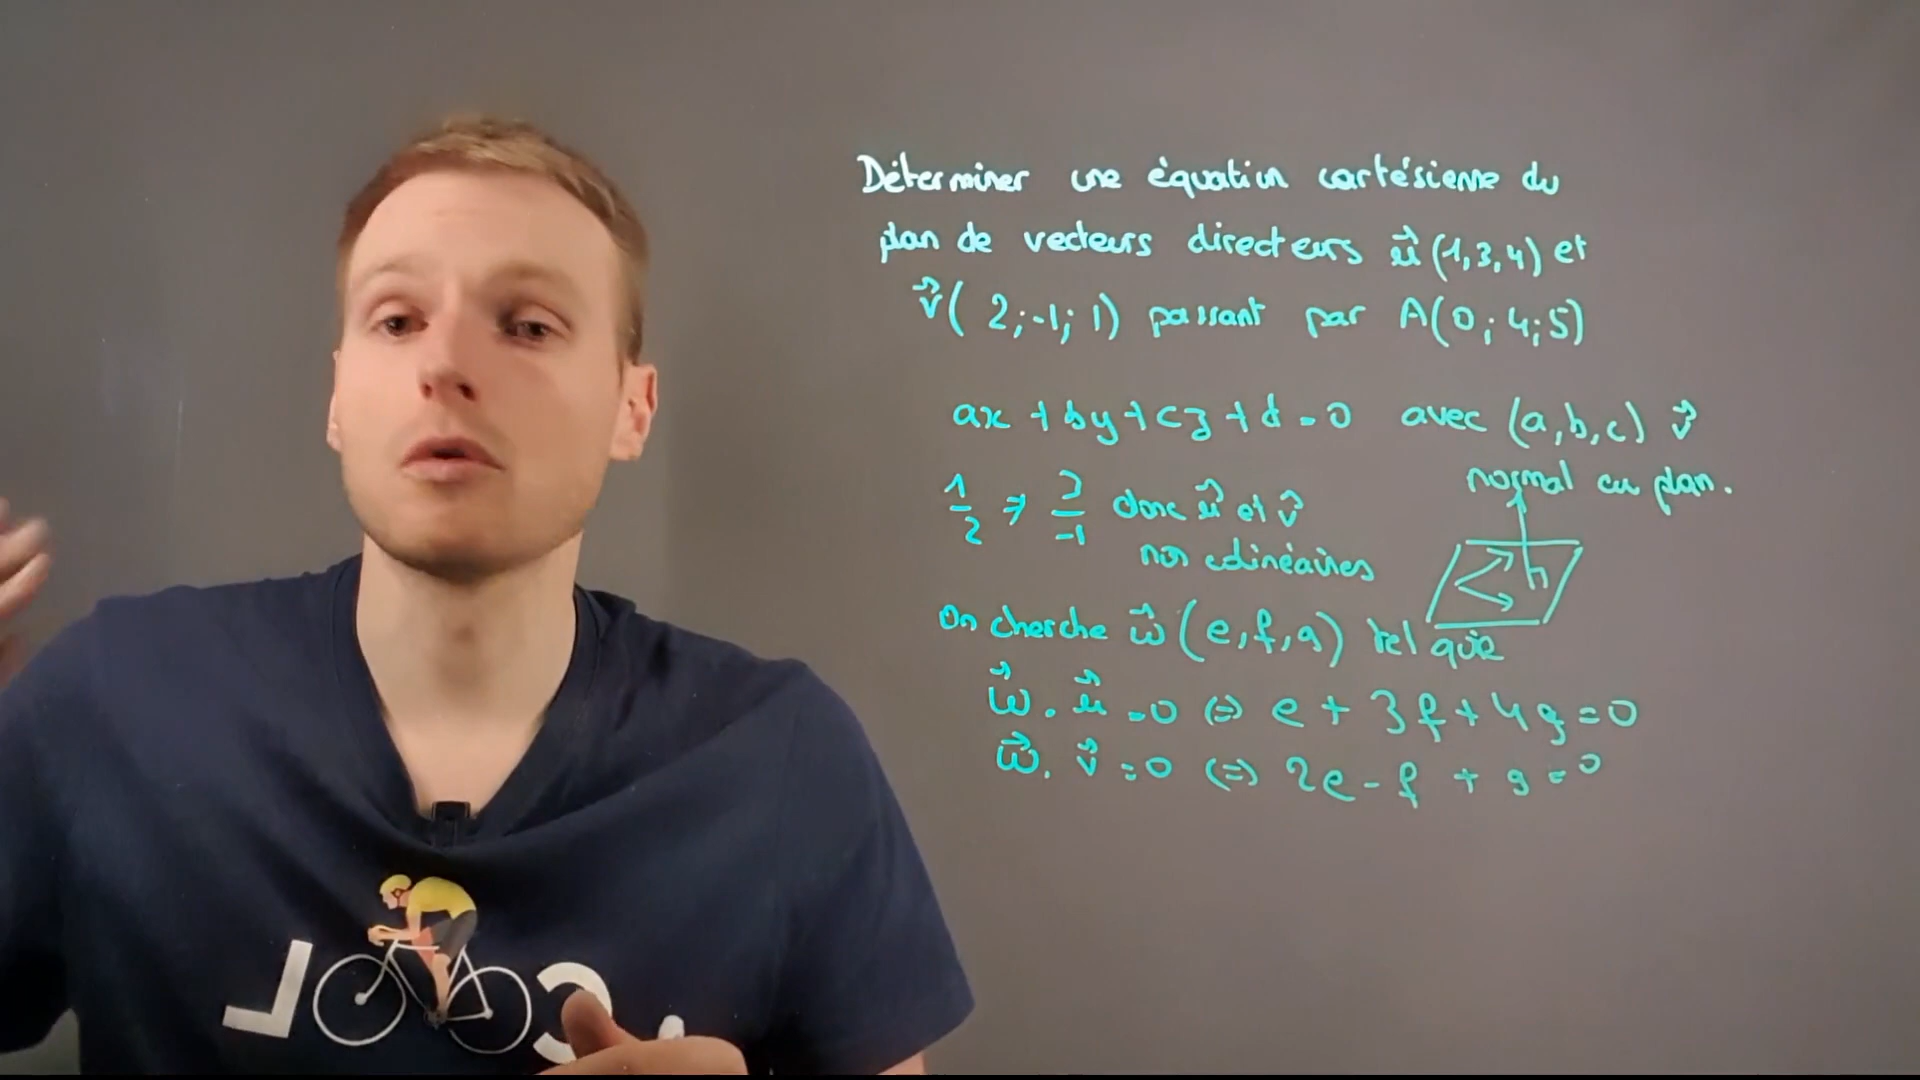 Déterminer une équation cartésienne du
plan de vecteurs directeurs u⃗ (1,3,4) et
v⃗ ( 2 ; -1 ; 1 ) passant par A(0 ; 4 ; 5)
ax + by + cz + d = 0 avec (a, b, c) v⃗
normal au plan.
1/2 ≠ 3/-1 donc u⃗ et v⃗
non colinéaires
On cherche w⃗ (e, f, g) tel que
w⃗ . u⃗ = 0 ⇔ e + 3f + 4g = 0
w⃗ . v⃗ = 0 ⇔ 2e - f + g = 0